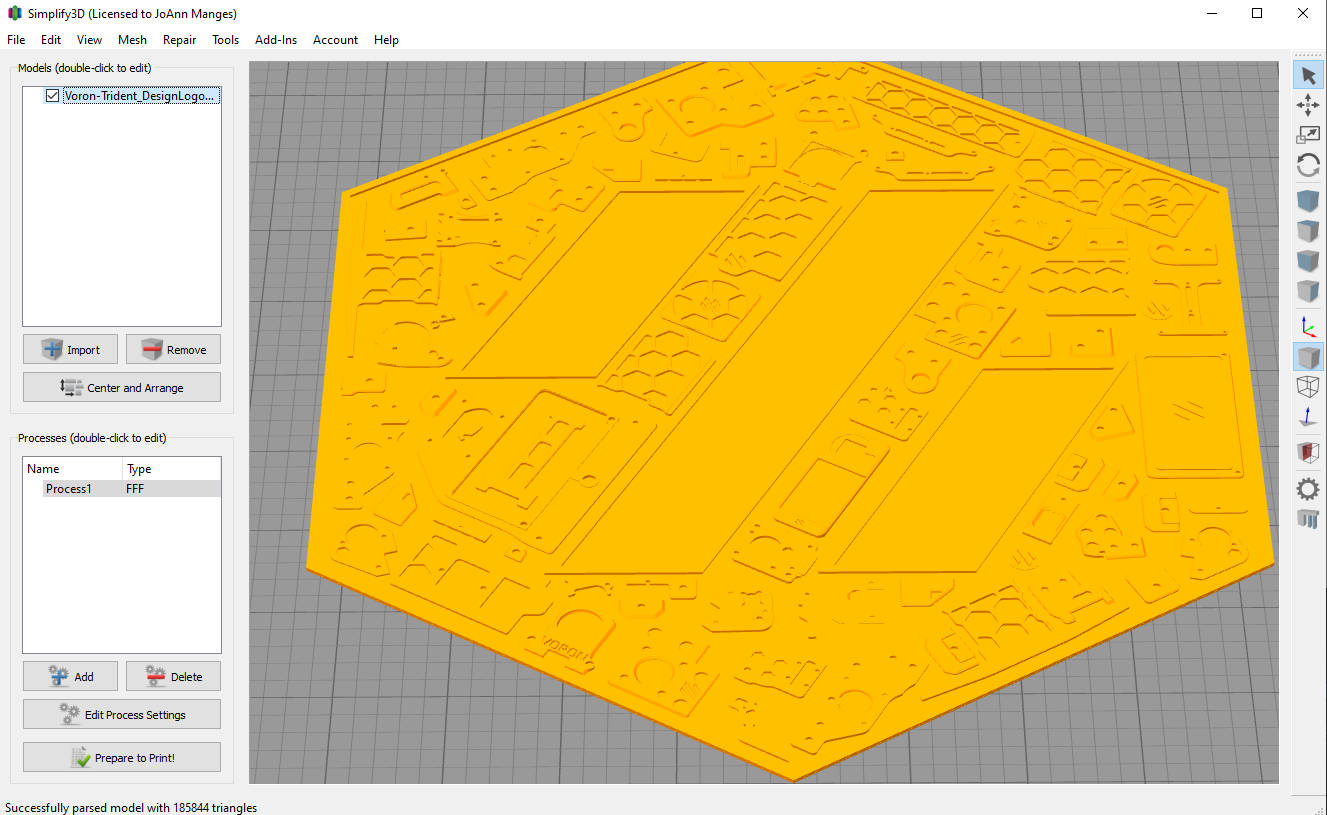 Simplify3D (Licensed to JoAnn Manges)
File Edit View Mesh Repair Tools Add-Ins Account Help
Models (double-click to edit)
Voron-Trident_DesignLogo...
Import Remove
Center and Arrange
Processes (double-click to edit)
Name Type
Process1 FFF
Add Delete
Edit Process Settings
Prepare to Print!
VORON
Successfully parsed model with 185844 triangles